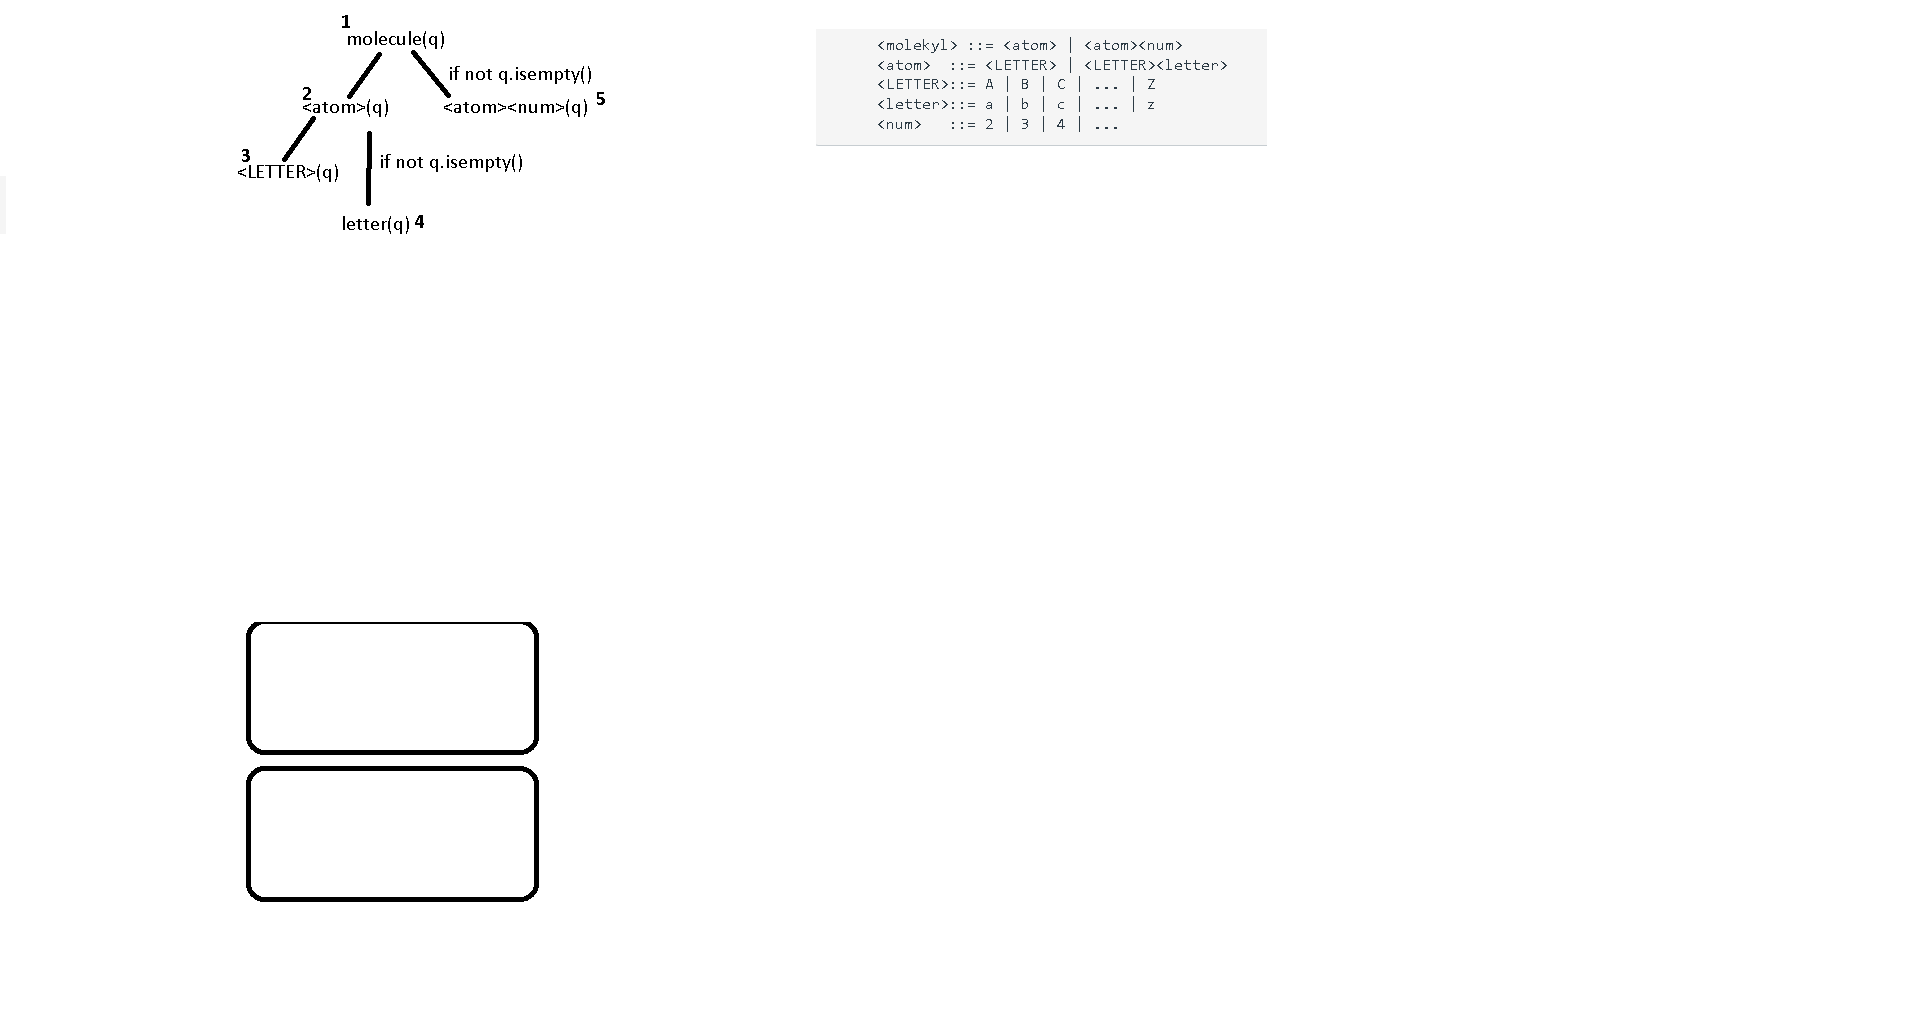 1
molecule(q)
if not q.isempty()
2
<atom>(q)
<atom><num>(q) 5
3
<LETTER>(q)
if not q.isempty()
letter(q) 4
<molekyl> ::= <atom> | <atom><num>
<atom>  ::= <LETTER> | <LETTER><letter>
<LETTER>::= A | B | C | ... | Z
<letter>::= a | b | c | ... | z
<num>   ::= 2 | 3 | 4 | ...